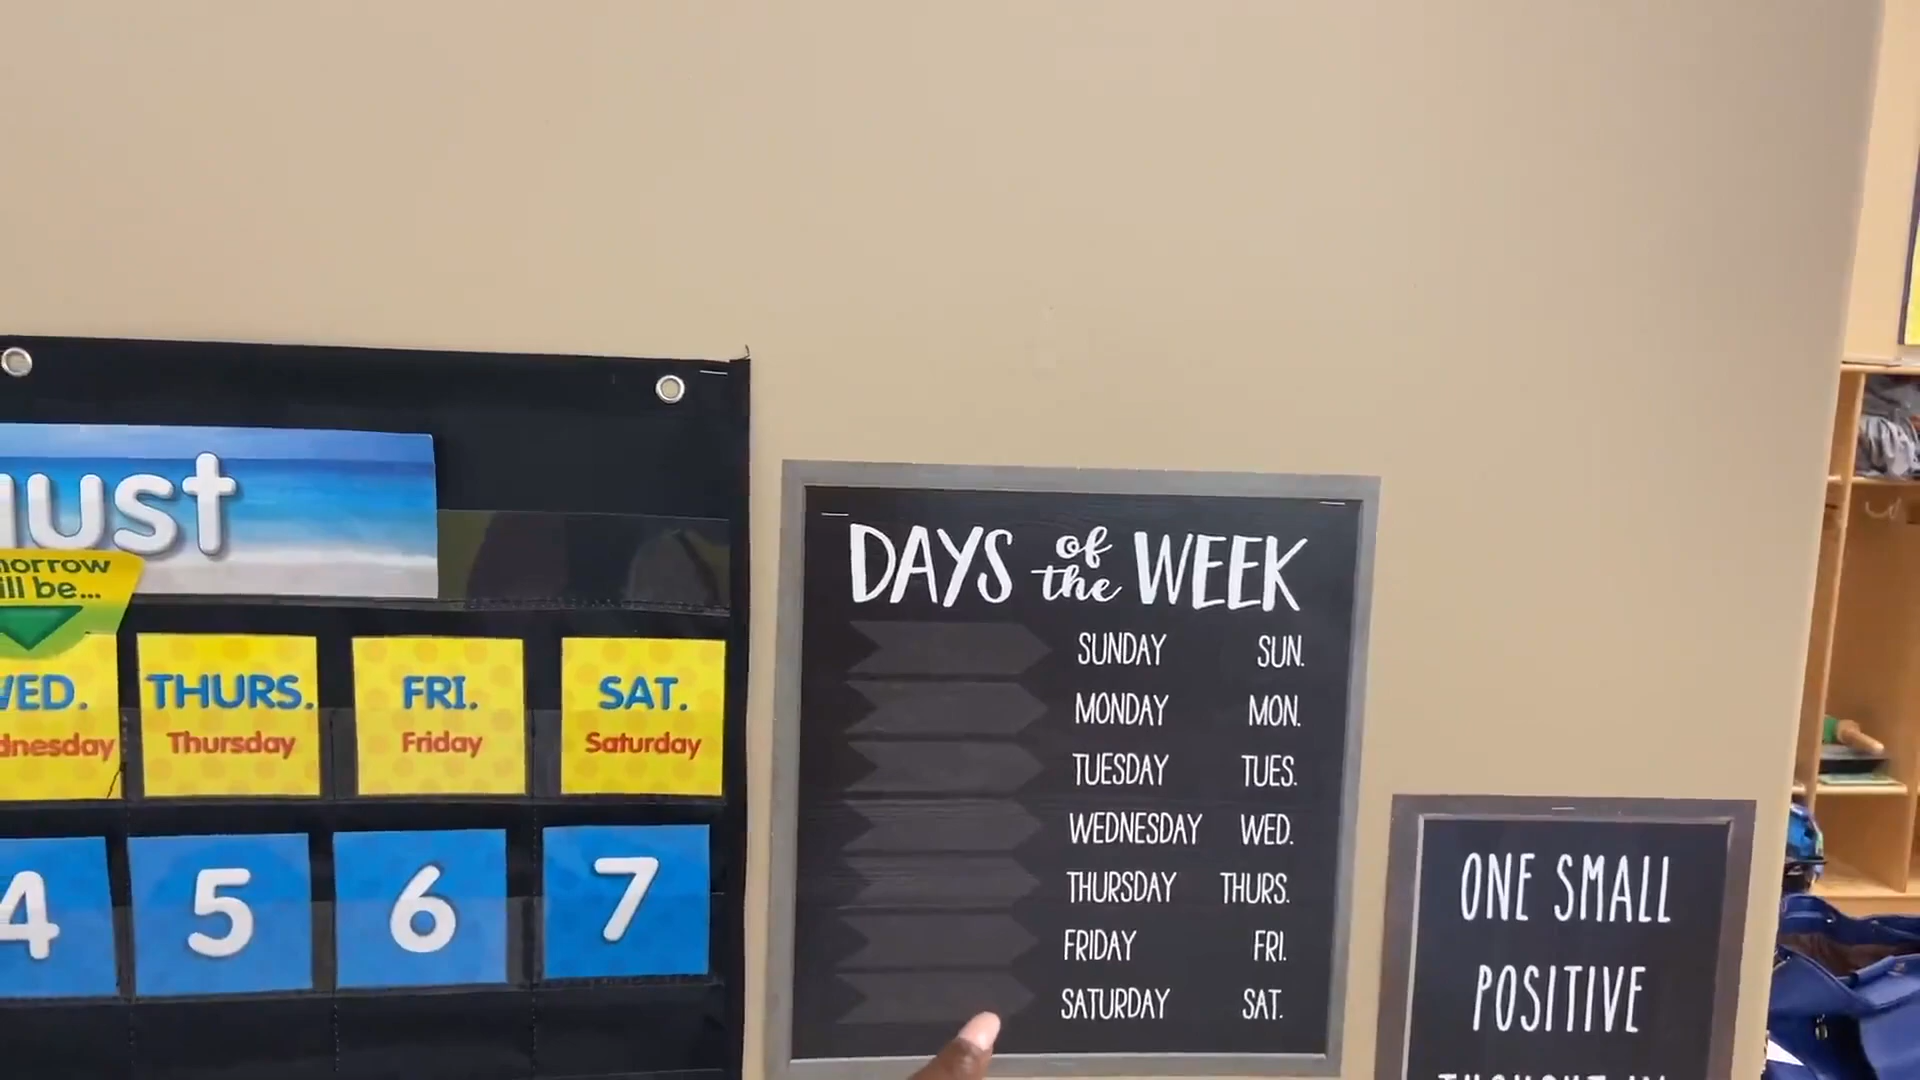 ust
morrow
ill be...
WED.
dnesday
THURS.
Thursday
FRI.
Friday
SAT.
Saturday
4
5
6
7
DAYS of the WEEK
SUNDAY SUN.
MONDAY MON.
TUESDAY TUES.
WEDNESDAY WED.
THURSDAY THURS.
FRIDAY FRI.
SATURDAY SAT.
ONE SMALL
POSITIVE